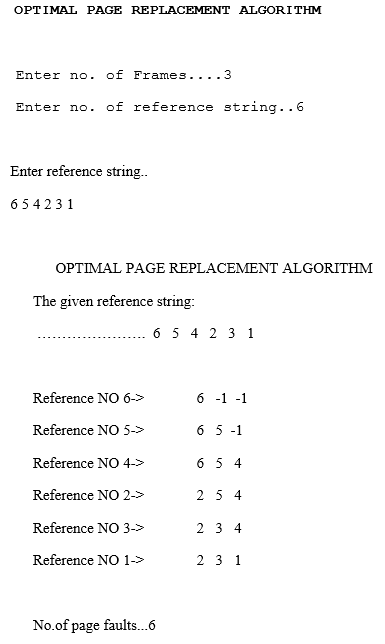 OPTIMAL PAGE REPLACEMENT ALGORITHM
Enter no. of Frames....3
Enter no. of reference string..6
Enter reference string..
6 5 4 2 3 1
OPTIMAL PAGE REPLACEMENT ALGORITHM
The given reference string:
…………………. 6 5 4 2 3 1
Reference NO 6-> 6 -1 -1
Reference NO 5-> 6 5 -1
Reference NO 4-> 6 5 4
Reference NO 2-> 2 5 4
Reference NO 3-> 2 3 4
Reference NO 1-> 2 3 1
No.of page faults...6